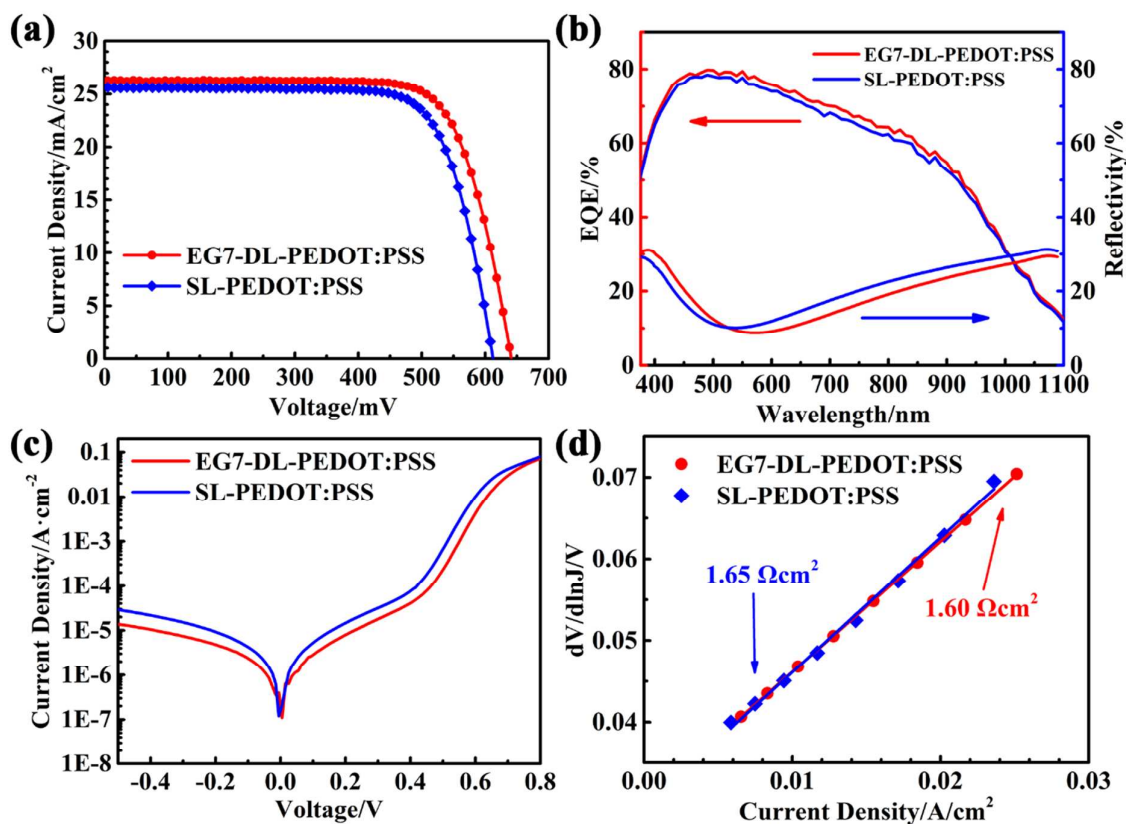 (a)
30
25
20
15
10
5
0
Current Density/mA/cm²
EG7-DL-PEDOT:PSS
SL-PEDOT:PSS
0 100 200 300 400 500 600 700
Voltage/mV
(b)
80
60
40
20
0
EQE/%
EG7-DL-PEDOT:PSS
SL-PEDOT:PSS
80
60
40
20
0
Reflectivity/%
400 500 600 700 800 900 1000 1100
Wavelength/nm
(c)
0.1
0.01
1E-3
1E-4
1E-5
1E-6
1E-7
1E-8
Current Density/A·cm⁻²
EG7-DL-PEDOT:PSS
SL-PEDOT:PSS
-0.4 -0.2 0.0 0.2 0.4 0.6 0.8
Voltage/V
(d)
0.07
0.06
0.05
0.04
dV/dlnJ/V
EG7-DL-PEDOT:PSS
SL-PEDOT:PSS
1.65 Ωcm²
1.60 Ωcm²
0.00 0.01 0.02 0.03
Current Density/A/cm²